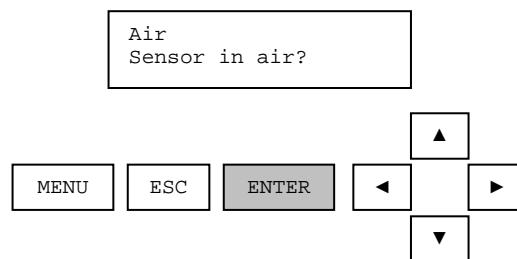 Air
Sensor in air?
▲
MENU ESC ENTER ◄ ►
▼